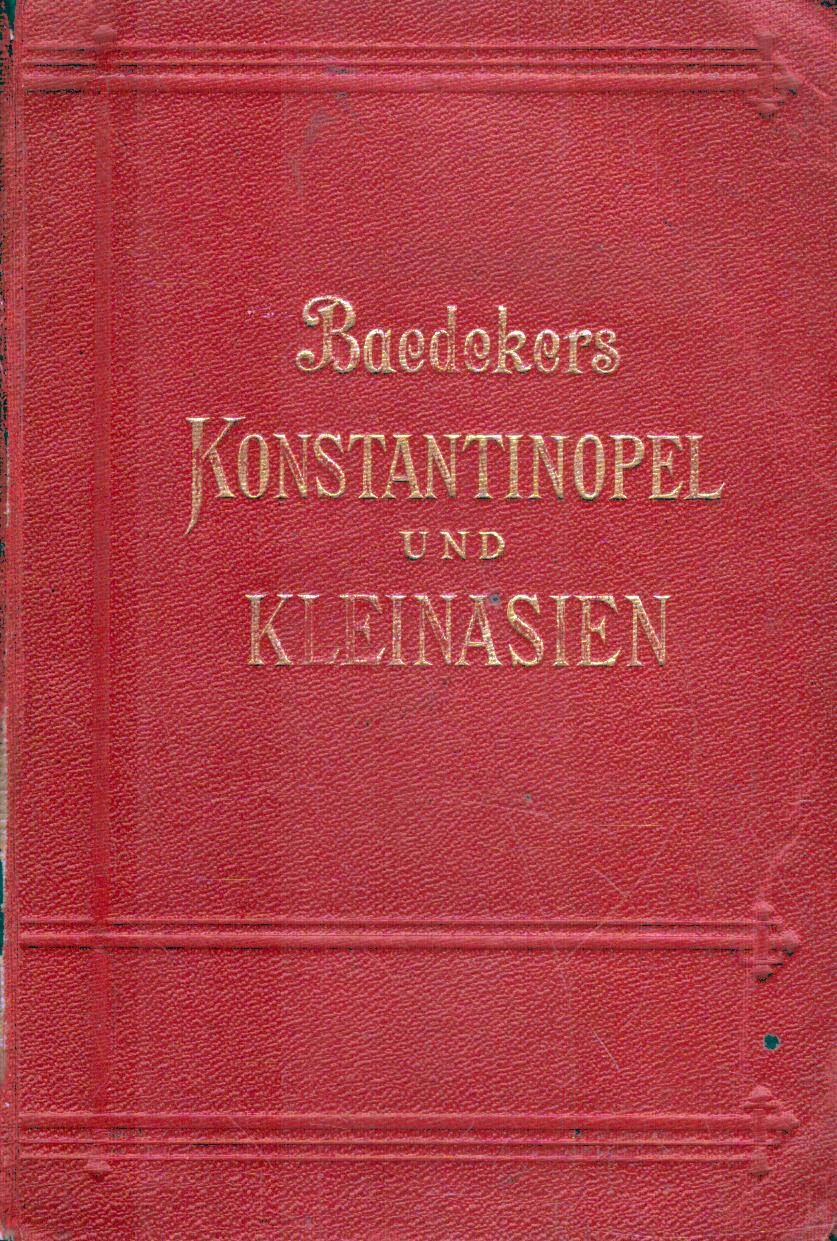 Baedekers
KONSTANTINOPEL
UND
KLEINASIEN